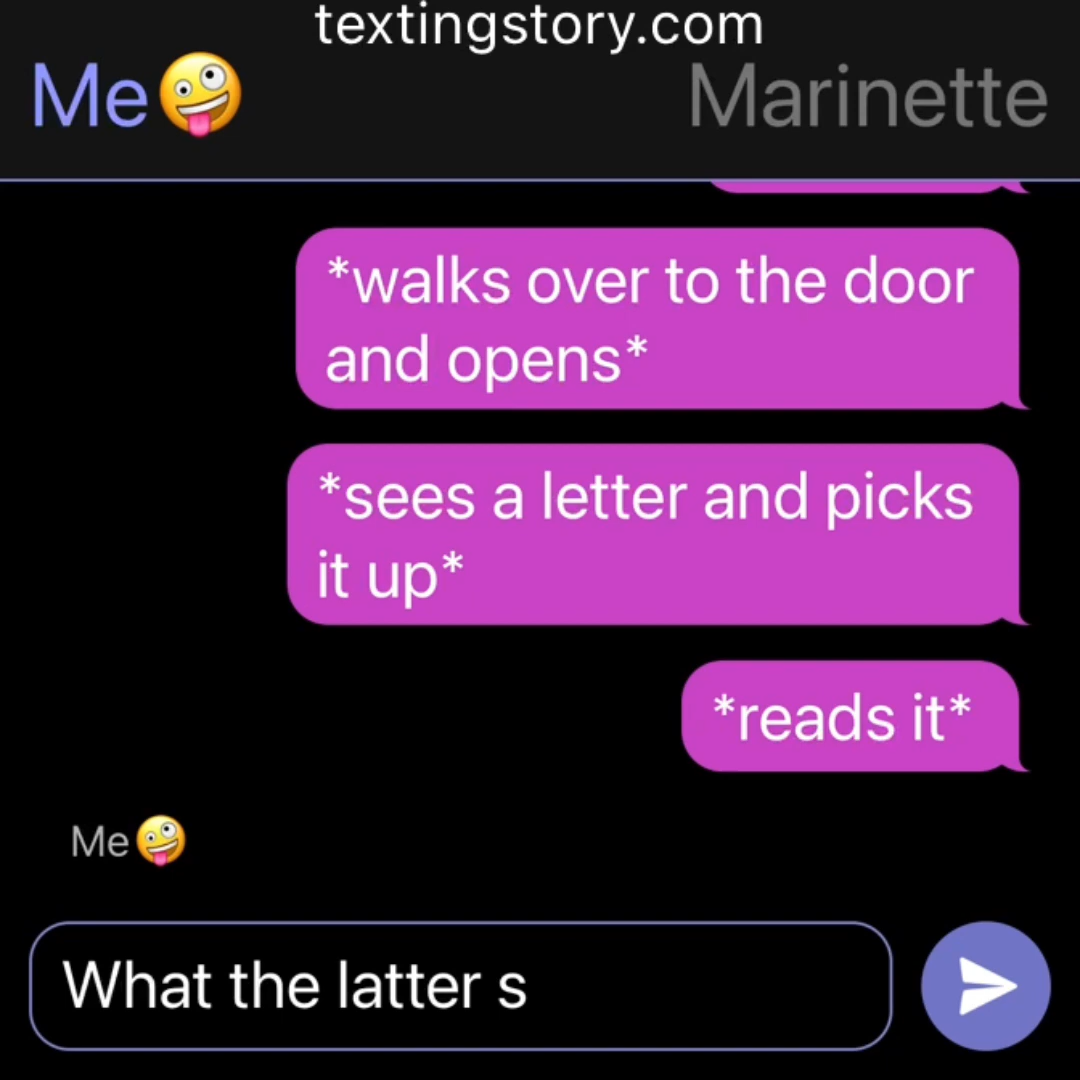 textingstory.com
Me🤪 Marinette
*walks over to the door
and opens*
*sees a letter and picks
it up*
*reads it*
Me🤪
What the latter s